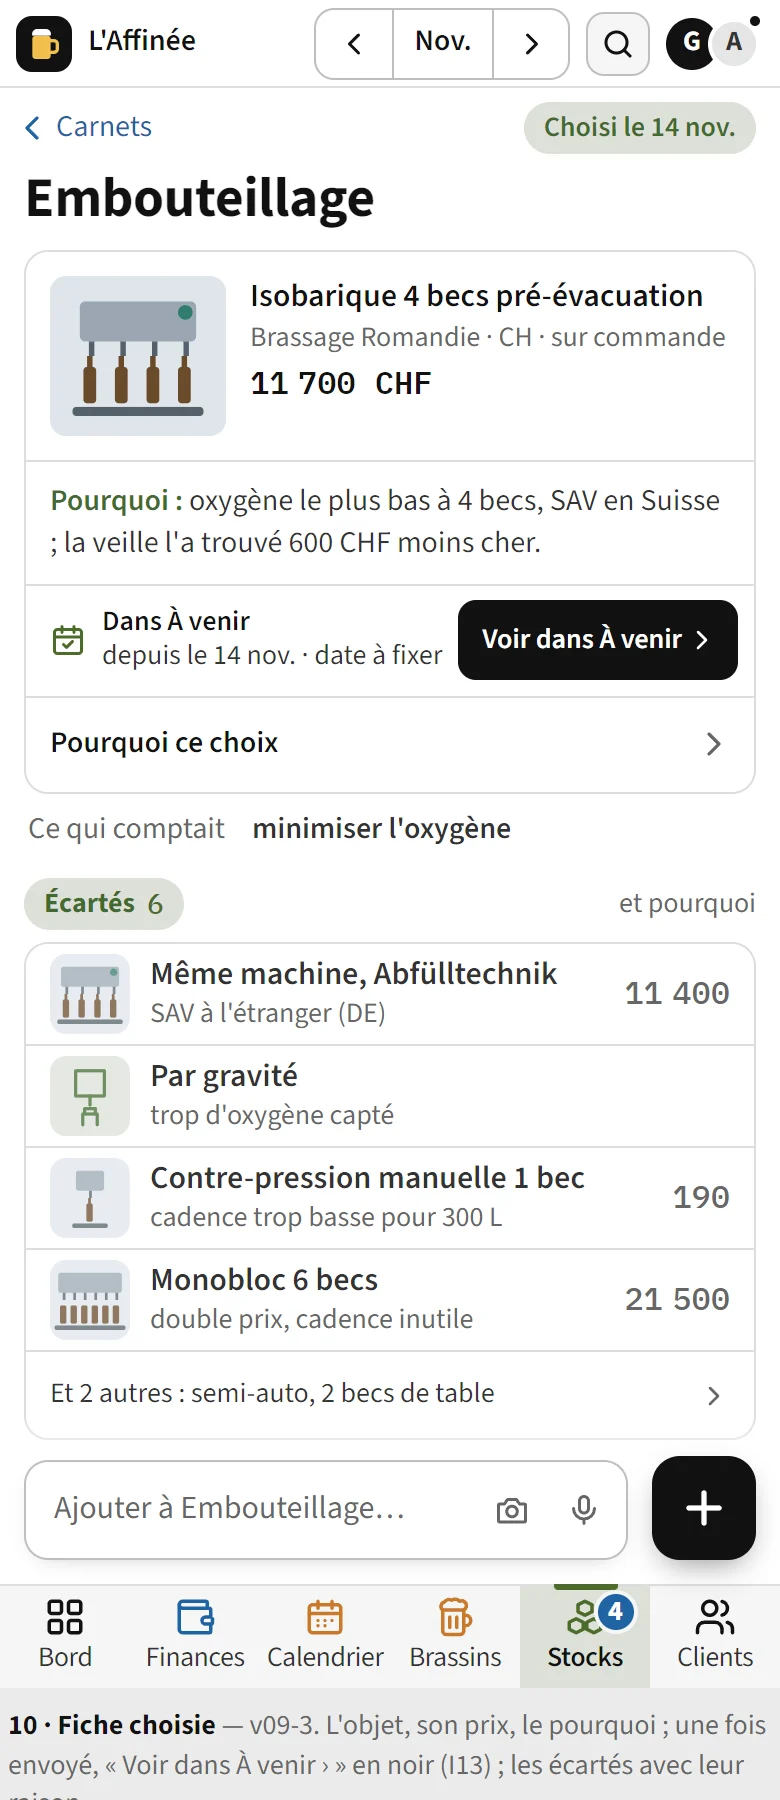 L'Affinée
Nov.
G
A
Carnets
Choisi le 14 nov.
Embouteillage
Isobarique 4 becs pré-évacuation
Brassage Romandie · CH · sur commande
11 700 CHF
Pourquoi : oxygène le plus bas à 4 becs, SAV en Suisse
; la veille l'a trouvé 600 CHF moins cher.
Dans À venir
depuis le 14 nov. · date à fixer
Voir dans À venir
Pourquoi ce choix
Ce qui comptait minimiser l'oxygène
Écartés 6
et pourquoi
Même machine, Abfülltechnik
SAV à l'étranger (DE)
11 400
Par gravité
trop d'oxygène capté
Contre-pression manuelle 1 bec
cadence trop basse pour 300 L
190
Monobloc 6 becs
double prix, cadence inutile
21 500
Et 2 autres : semi-auto, 2 becs de table
Ajouter à Embouteillage…
4
Bord
Finances
Calendrier
Brassins
Stocks
Clients
10 · Fiche choisie — v09-3. L'objet, son prix, le pourquoi ; une fois
envoyé, « Voir dans À venir › » en noir (I13) ; les écartés avec leur